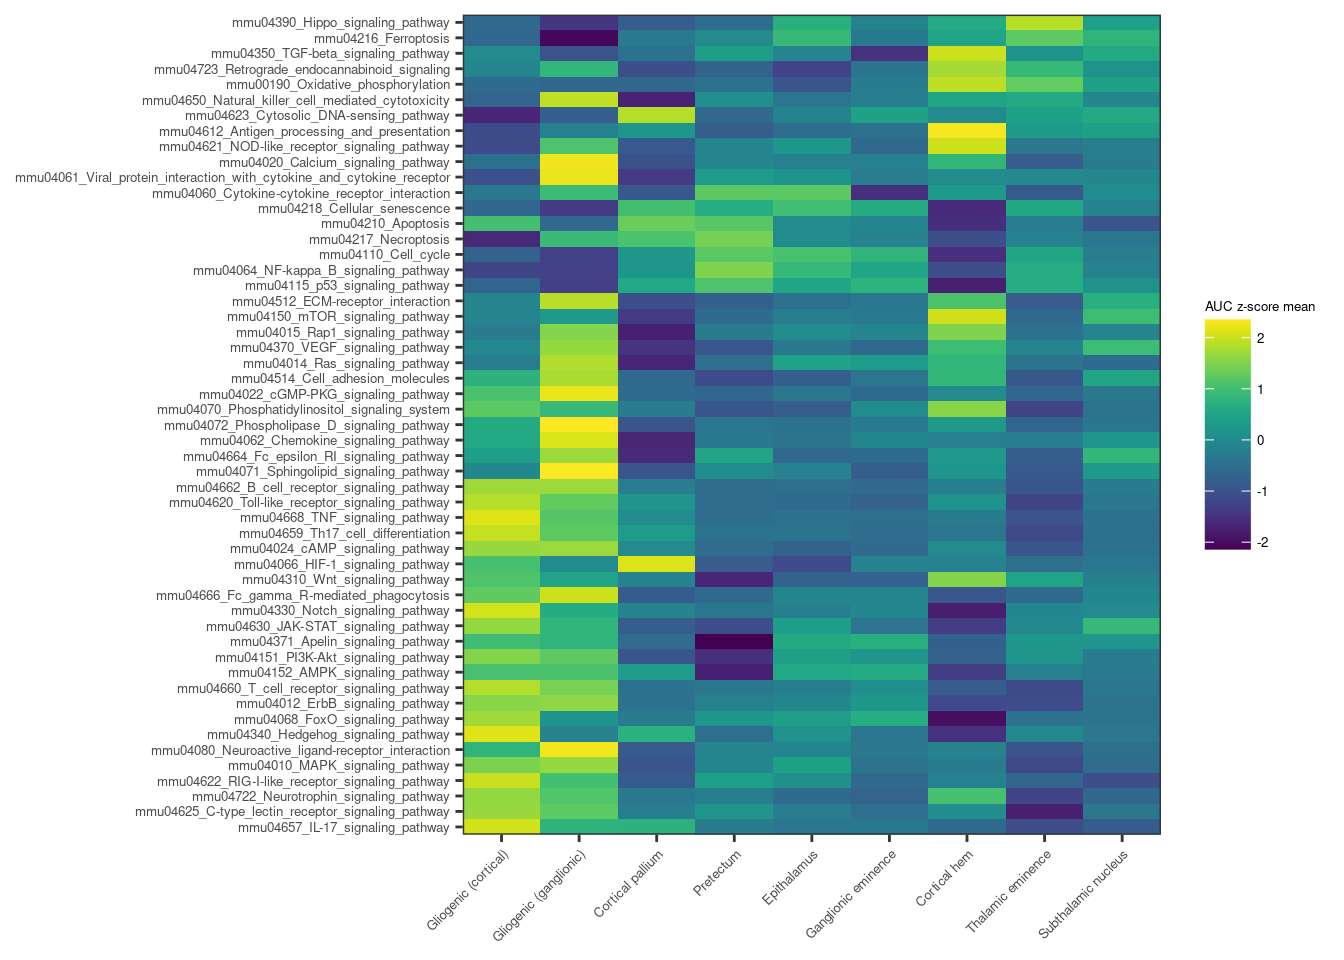 mmu04390_Hippo_signaling_pathway
mmu04216_Ferroptosis
mmu04350_TGF-beta_signaling_pathway
mmu04723_Retrograde_endocannabinoid_signaling
mmu00190_Oxidative_phosphorylation
mmu04650_Natural_killer_cell_mediated_cytotoxicity
mmu04623_Cytosolic_DNA-sensing_pathway
mmu04612_Antigen_processing_and_presentation
mmu04621_NOD-like_receptor_signaling_pathway
mmu04020_Calcium_signaling_pathway
mmu04061_Viral_protein_interaction_with_cytokine_and_cytokine_receptor
mmu04060_Cytokine-cytokine_receptor_interaction
mmu04218_Cellular_senescence
mmu04210_Apoptosis
mmu04217_Necroptosis
mmu04110_Cell_cycle
mmu04064_NF-kappa_B_signaling_pathway
mmu04115_p53_signaling_pathway
mmu04512_ECM-receptor_interaction
mmu04150_mTOR_signaling_pathway
mmu04015_Rap1_signaling_pathway
mmu04370_VEGF_signaling_pathway
mmu04014_Ras_signaling_pathway
mmu04514_Cell_adhesion_molecules
mmu04022_cGMP-PKG_signaling_pathway
mmu04070_Phosphatidylinositol_signaling_system
mmu04072_Phospholipase_D_signaling_pathway
mmu04062_Chemokine_signaling_pathway
mmu04664_Fc_epsilon_RI_signaling_pathway
mmu04071_Sphingolipid_signaling_pathway
mmu04662_B_cell_receptor_signaling_pathway
mmu04620_Toll-like_receptor_signaling_pathway
mmu04668_TNF_signaling_pathway
mmu04659_Th17_cell_differentiation
mmu04024_cAMP_signaling_pathway
mmu04066_HIF-1_signaling_pathway
mmu04310_Wnt_signaling_pathway
mmu04666_Fc_gamma_R-mediated_phagocytosis
mmu04330_Notch_signaling_pathway
mmu04630_JAK-STAT_signaling_pathway
mmu04371_Apelin_signaling_pathway
mmu04151_PI3K-Akt_signaling_pathway
mmu04152_AMPK_signaling_pathway
mmu04660_T_cell_receptor_signaling_pathway
mmu04012_ErbB_signaling_pathway
mmu04068_FoxO_signaling_pathway
mmu04340_Hedgehog_signaling_pathway
mmu04080_Neuroactive_ligand-receptor_interaction
mmu04010_MAPK_signaling_pathway
mmu04622_RIG-I-like_receptor_signaling_pathway
mmu04722_Neurotrophin_signaling_pathway
mmu04625_C-type_lectin_receptor_signaling_pathway
mmu04657_IL-17_signaling_pathway
Gliogenic (cortical)
Gliogenic (ganglionic)
Cortical pallium
Pretectum
Epithalamus
Ganglionic eminence
Cortical hem
Thalamic eminence
Subthalamic nucleus
AUC z-score mean
2
1
0
-1
-2